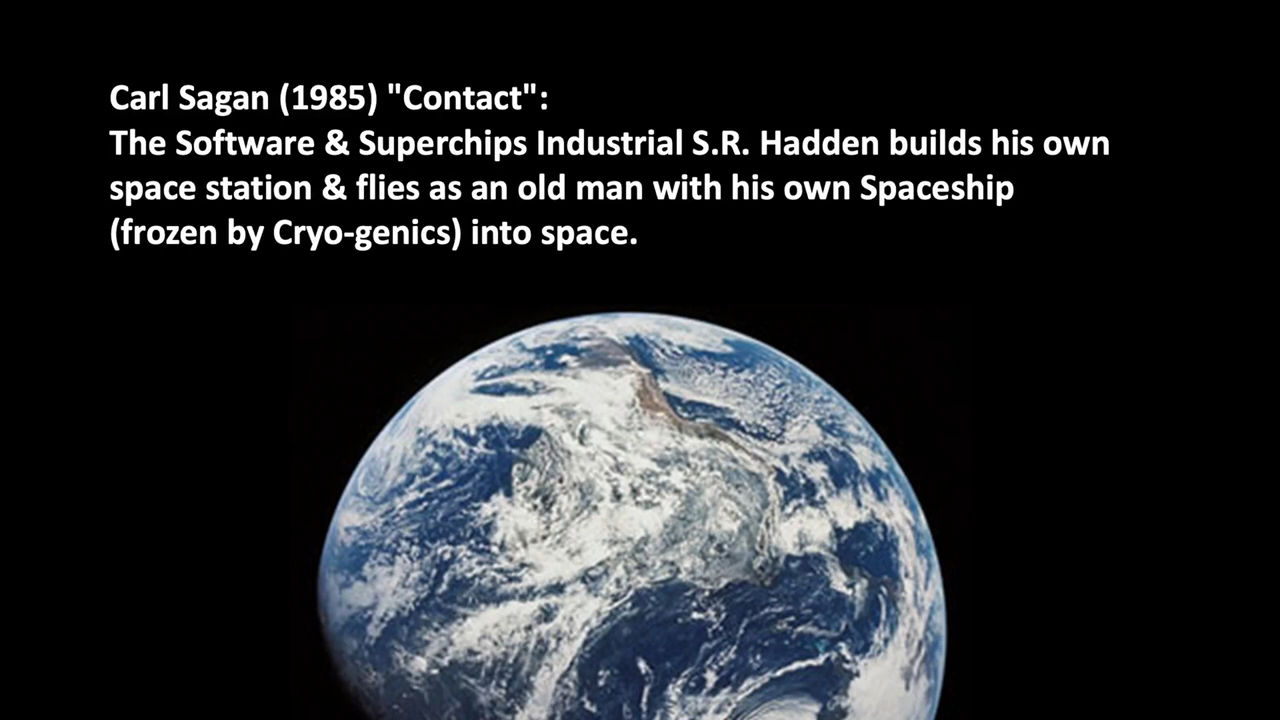 Carl Sagan (1985) "Contact":
The Software & Superchips Industrial S.R. Hadden builds his own
space station & flies as an old man with his own Spaceship
(frozen by Cryo-genics) into space.